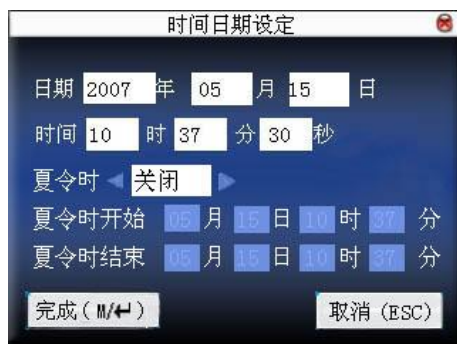 时间日期设定
日期 2007 年 05 月 15 日
时间 10 时 37 分 30 秒
夏令时 关闭
夏令时开始 05 月 15 日 10 时 37 分
夏令时结束 05 月 15 日 10 时 37 分
完成(M/↵) 取消(ESC)